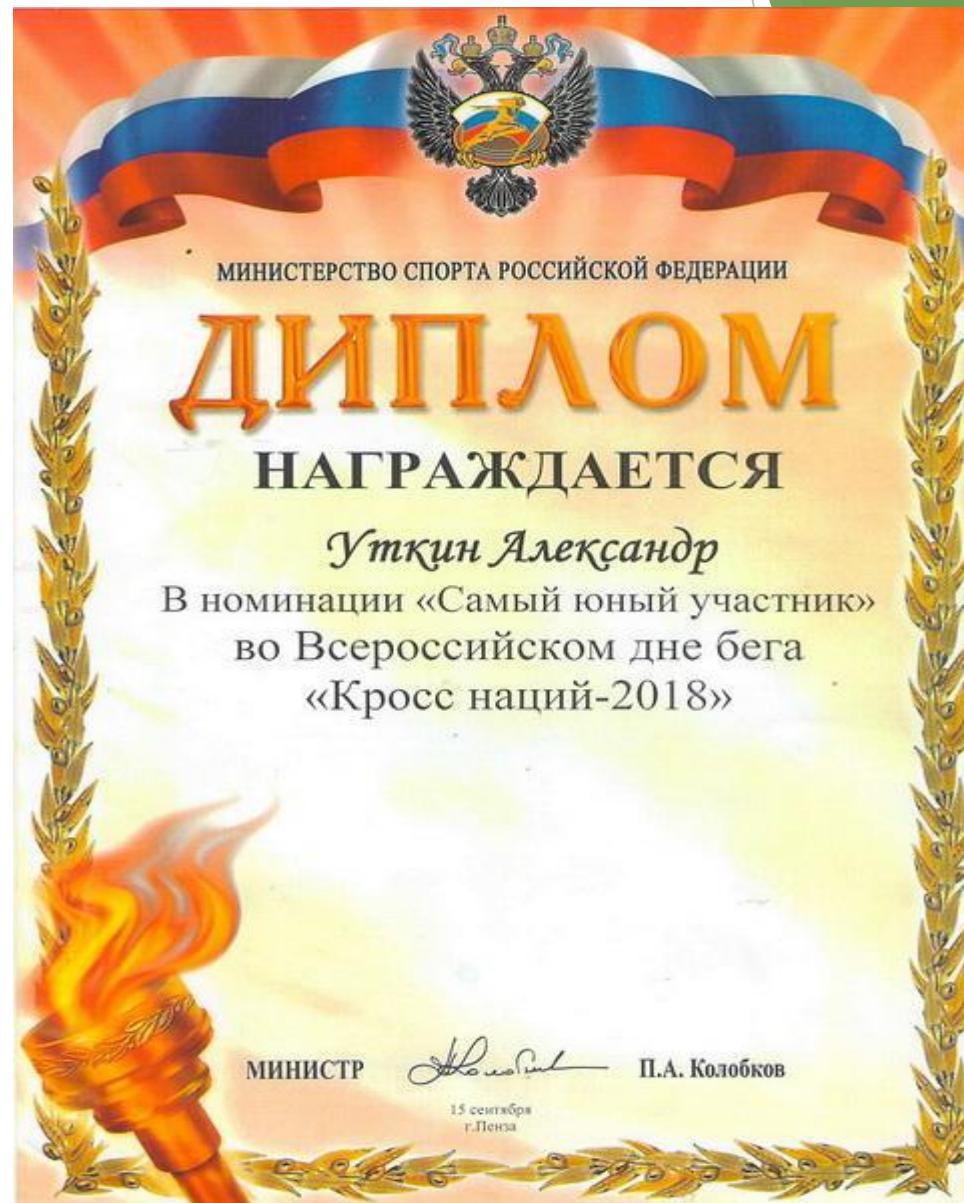 МИНИСТЕРСТВО СПОРТА РОССИЙСКОЙ ФЕДЕРАЦИИ
ДИПЛОМ
НАГРАЖДАЕТСЯ
Уткин Александр
В номинации «Самый юный участник»
во Всероссийском дне бега
«Кросс наций-2018»
МИНИСТР П.А. Колобков
15 сентября
г.Пенза